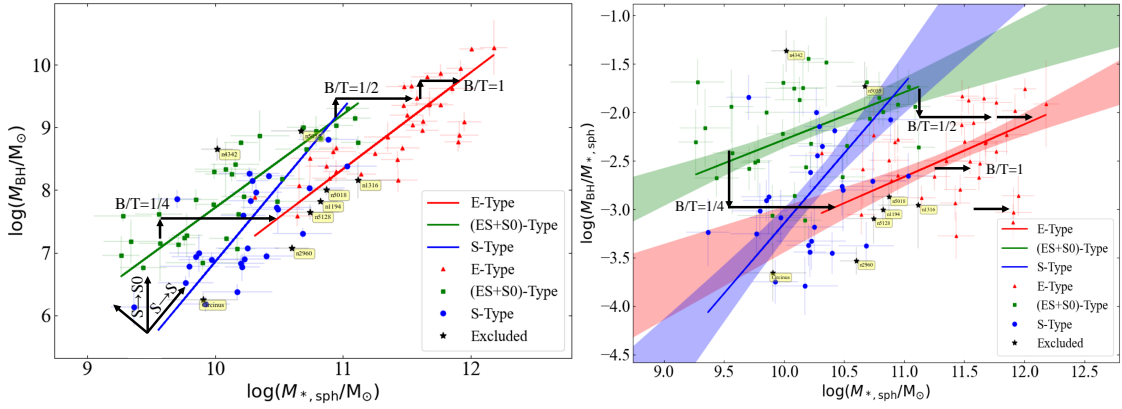 log(M_BH/M_⊙)
10
9
8
7
6
9
10
11
12
log(M_*,sph/M_⊙)
B/T=1/2
B/T=1
B/T=1/4
S→S0
S→S
n4342
n1316
n5018
n1194
n5128
n2960
Circinus
E-Type
(ES+S0)-Type
S-Type
E-Type
(ES+S0)-Type
S-Type
Excluded
log(M_BH/M_*,sph)
−1.0
−1.5
−2.0
−2.5
−3.0
−3.5
−4.0
−4.5
9.0
9.5
10.0
10.5
11.0
11.5
12.0
12.5
log(M_*,sph/M_⊙)
n4342
B/T=1/2
B/T=1
B/T=1/4
n5018
n1316
n1194
n5128
n2960
Circinus
E-Type
(ES+S0)-Type
S-Type
E-Type
(ES+S0)-Type
S-Type
Excluded